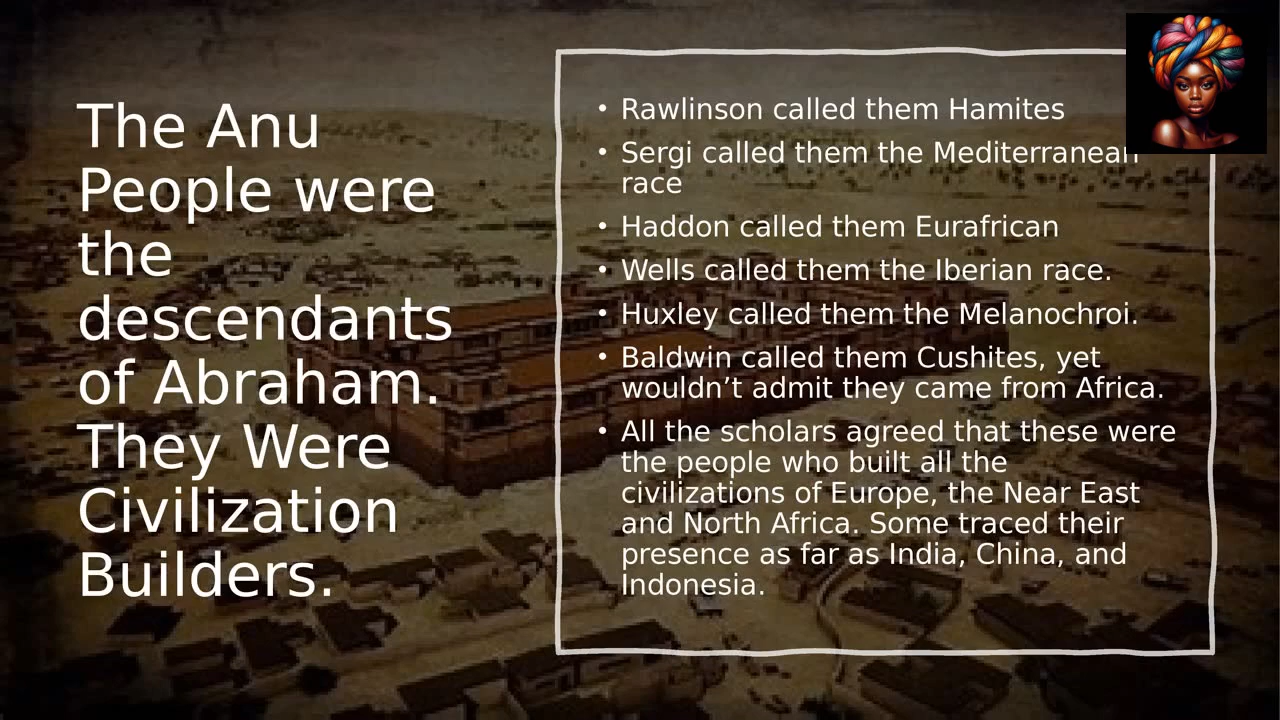 The Anu
People were
the
descendants
of Abraham.
They Were
Civilization
Builders.
• Rawlinson called them Hamites
• Sergi called them the Mediterranean
race
• Haddon called them Eurafrican
• Wells called them the Iberian race.
• Huxley called them the Melanochroi.
• Baldwin called them Cushites, yet
wouldn’t admit they came from Africa.
• All the scholars agreed that these were
the people who built all the
civilizations of Europe, the Near East
and North Africa. Some traced their
presence as far as India, China, and
Indonesia.